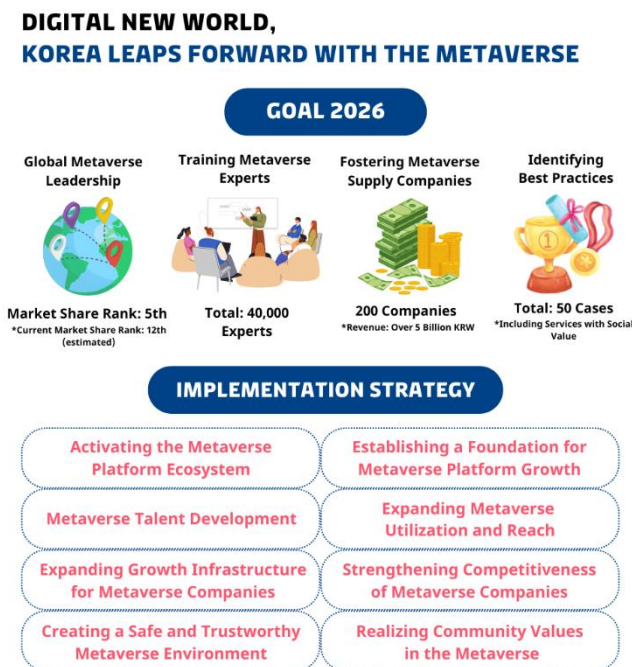 DIGITAL NEW WORLD,
KOREA LEAPS FORWARD WITH THE METAVERSE
GOAL 2026
Global Metaverse
Leadership
Market Share Rank: 5th
*Current Market Share Rank: 12th
(estimated)
Training Metaverse
Experts
Total: 40,000
Experts
Fostering Metaverse
Supply Companies
200 Companies
*Revenue: Over 5 Billion KRW
Identifying
Best Practices
1
Total: 50 Cases
*Including Services with Social
Value
IMPLEMENTATION STRATEGY
Activating the Metaverse
Platform Ecosystem
Establishing a Foundation for
Metaverse Platform Growth
Metaverse Talent Development
Expanding Metaverse
Utilization and Reach
Expanding Growth Infrastructure
for Metaverse Companies
Strengthening Competitiveness
of Metaverse Companies
Creating a Safe and Trustworthy
Metaverse Environment
Realizing Community Values
in the Metaverse